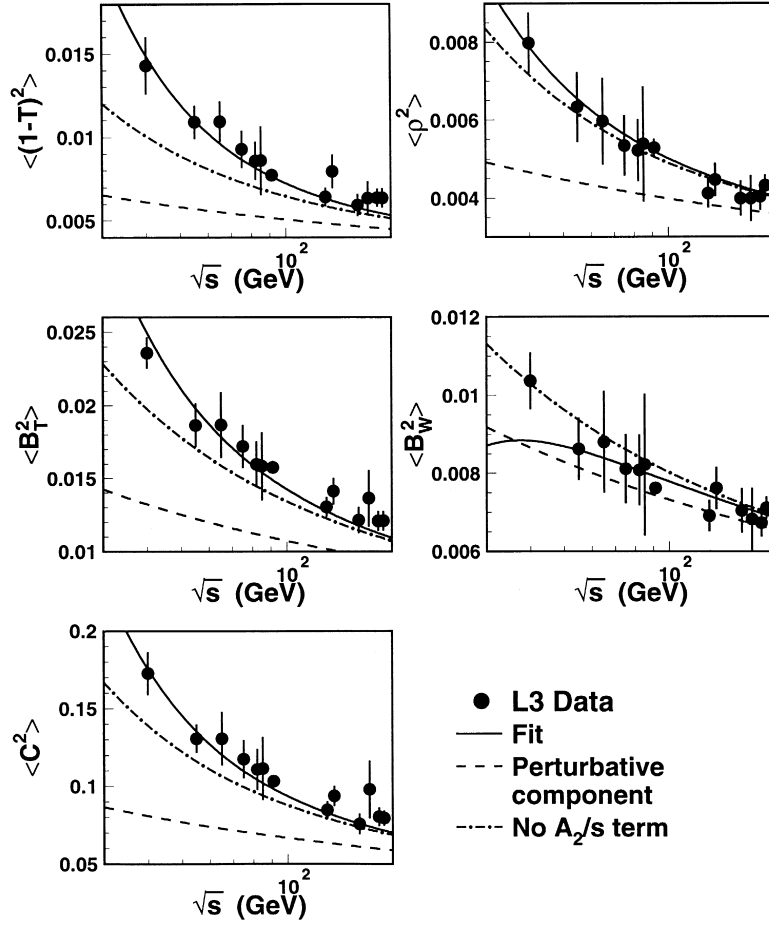 0.015
0.01
0.005
<(1-T)²>
10²
√s (GeV)
0.008
0.006
0.004
<ρ²>
10²
√s (GeV)
0.025
0.02
0.015
0.01
<B_T²>
10²
√s (GeV)
0.012
0.01
0.008
0.006
<B_W²>
10²
√s (GeV)
0.2
0.15
0.1
0.05
<C²>
10²
√s (GeV)
L3 Data
Fit
Perturbative
component
No A₂/s term